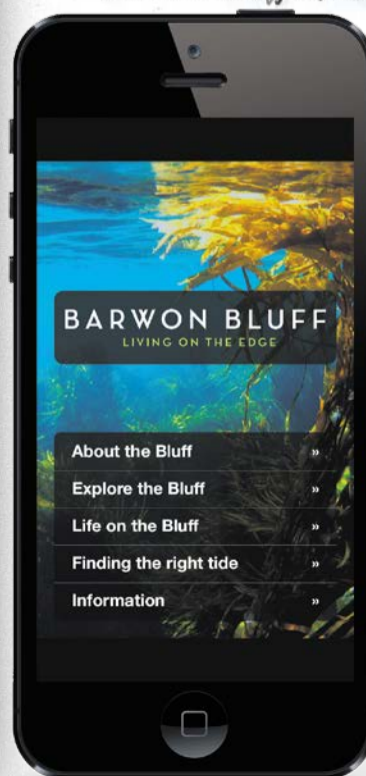 BARWON BLUFF
LIVING ON THE EDGE
About the Bluff »
Explore the Bluff »
Life on the Bluff »
Finding the right tide »
Information »